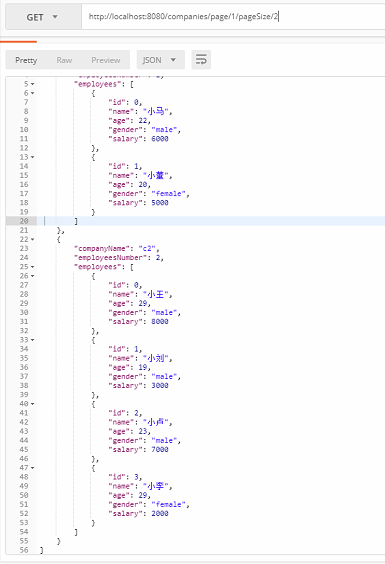 GET http://localhost:8080/companies/page/1/pageSize/2
Pretty Raw Preview JSON
5 "employees": [
6 {
7 "id": 0,
8 "name": "小马",
9 "age": 22,
10 "gender": "male",
11 "salary": 6000
12 },
13 {
14 "id": 1,
15 "name": "小董",
16 "age": 20,
17 "gender": "female",
18 "salary": 5000
19 }
20 ]
21 },
22 {
23 "companyName": "c2",
24 "employeesNumber": 2,
25 "employees": [
26 {
27 "id": 0,
28 "name": "小王",
29 "age": 29,
30 "gender": "male",
31 "salary": 8000
32 },
33 {
34 "id": 1,
35 "name": "小刘",
36 "age": 19,
37 "gender": "male",
38 "salary": 3000
39 },
40 {
41 "id": 2,
42 "name": "小卢",
43 "age": 23,
44 "gender": "male",
45 "salary": 7000
46 },
47 {
48 "id": 3,
49 "name": "小李",
50 "age": 29,
51 "gender": "female",
52 "salary": 2000
53 }
54 ]
55 }
56 ]